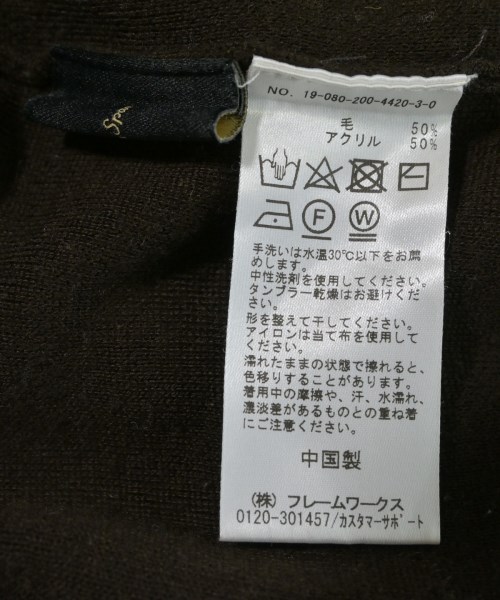 Spa
NO. 19-080-200-4420-3-0
毛 50%
アクリル 50%
F W
手洗いは水温30℃以下をお薦
めします。
中性洗剤を使用してください。
タンブラー乾燥はお避けくださ
い。
形を整えて干してください。
アイロンは当て布を使用して
ください。
濡れたままの状態で擦れると、
色移りすることがあります。
着用中の摩擦や、汗、水濡れ、
濃淡差があるものとの重ね着
にご注意ください。
中国製
(株) フレームワークス
0120-301457/カスタマーサポート